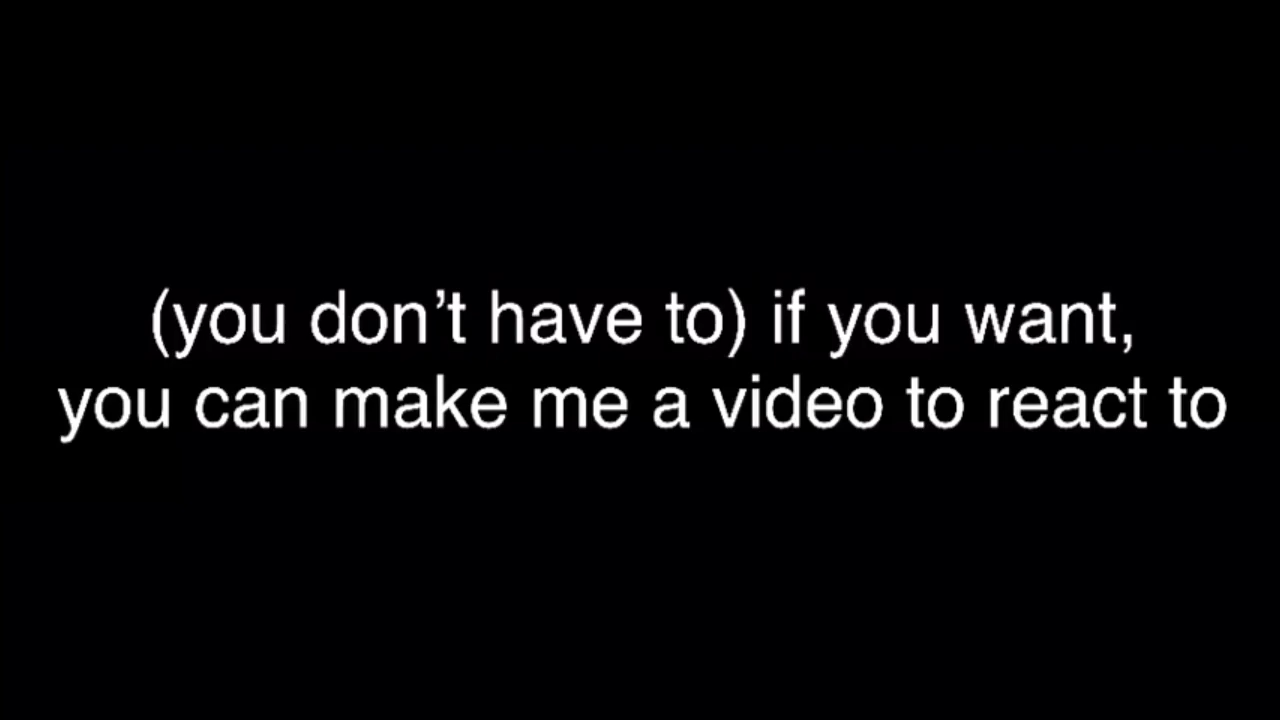 (you don’t have to) if you want,
you can make me a video to react to